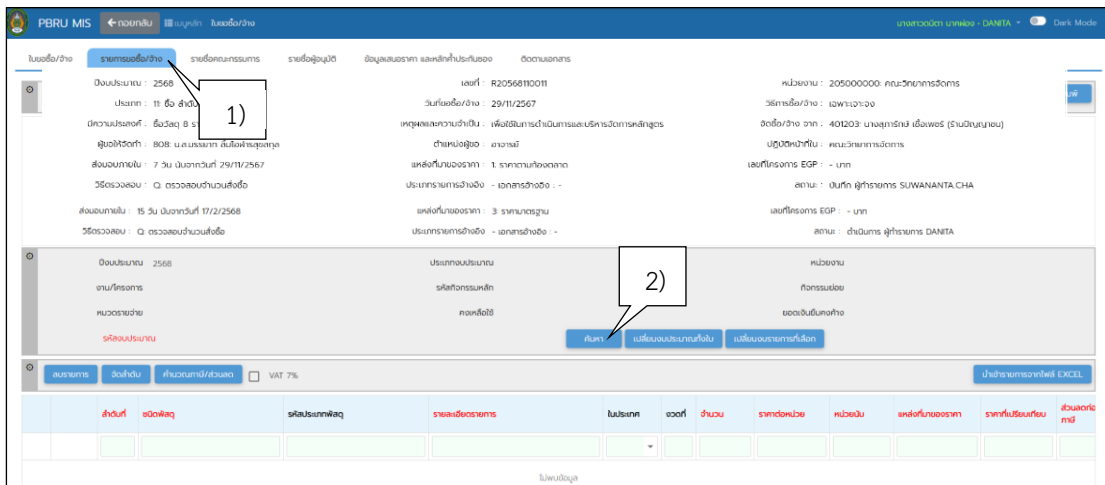 PBRU MIS ถอยกลับ เมนูหลัก ใบขอซื้อ/จ้าง นางสาวดนิตา นาคผ่อง - DANITA Dark Mode
ใบขอซื้อ/จ้าง รายการขอซื้อ/จ้าง รายชื่อคณะกรรมการ รายชื่อผู้อนุมัติ ข้อมูลเสนอราคา และหลักค้ำประกันซอง ติดตามเอกสาร
ปีงบประมาณ : 2568 เลขที่ : R20568110011 หน่วยงาน : 205000000: คณะวิทยาการจัดการ
ประเภท : 11: ซื้อ ลำดับ วันที่ขอซื้อ/จ้าง : 29/11/2567 วิธีการซื้อ/จ้าง : เฉพาะเจาะจง
มีความประสงค์ : ซื้อวัสดุ 8 เหตุผลและความจำเป็น : เพื่อใช้ในการดำเนินการและบริหารจัดการหลักสูตร จัดซื้อ/จ้าง จาก : 401203: นางสุภารักษ์ เชื้อเพชร (ร้านปัญญาชน)
ผู้ขอให้จัดทำ : 808: น.ส.มรรยาท ลิ้มโอฬารสุขสกุล ตำแหน่งผู้ขอ : อาจารย์ ปฏิบัติหน้าที่ใน : คณะวิทยาการจัดการ
ส่งมอบภายใน : 7 วัน นับจากวันที่ 29/11/2567 แหล่งที่มาของราคา : 1: ราคาตามท้องตลาด เลขที่โครงการ EGP : - บาท
วิธีตรวจสอบ : Q: ตรวจสอบจำนวนสั่งซื้อ ประเภทรายการอ้างอิง : - เอกสารอ้างอิง : - สถานะ : บันทึก ผู้ทำรายการ SUWANANTA.CHA
ส่งมอบภายใน : 15 วัน นับจากวันที่ 17/2/2568 แหล่งที่มาของราคา : 3: ราคามาตรฐาน เลขที่โครงการ EGP : - บาท
วิธีตรวจสอบ : Q: ตรวจสอบจำนวนสั่งซื้อ ประเภทรายการอ้างอิง - เอกสารอ้างอิง : - สถานะ : ดำเนินการ ผู้ทำรายการ DANITA
1)
ปีงบประมาณ 2568 ประเภทงบประมาณ หน่วยงาน
งาน/โครงการ รหัสกิจกรรมหลัก กิจกรรมย่อย
หมวดรายจ่าย คงเหลือใช้ ยอดเงินยืมคงค้าง
2)
รหัสงบประมาณ ค้นหา เปลี่ยนงบประมาณทั้งใบ เปลี่ยนงบรายการที่เลือก
ลบรายการ จัดลำดับ คำนวณภาษี/ส่วนลด VAT 7% นำเข้ารายการจากไฟล์ EXCEL
ลำดับที่ ชนิดพัสดุ รหัสประเภทพัสดุ รายละเอียดรายการ ในประเทศ งวดที่ จำนวน ราคาต่อหน่วย หน่วยนับ แหล่งที่มาของราคา ราคาที่เปรียบเทียบ ส่วนลดก่อ
ภาษี
ไม่พบข้อมูล